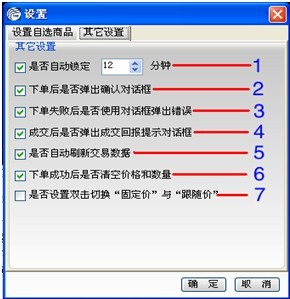 设置
设置自选商品 其它设置
其它设置
是否自动锁定 12 分钟 1
下单后是否弹出确认对话框 2
下单失败后是否使用对话框弹出错误 3
成交后是否弹出成交回报提示对话框 4
是否自动刷新交易数据 5
下单成功后是否清空价格和数量 6
是否设置双击切换“固定价”与“跟随价” 7
确 定 取 消